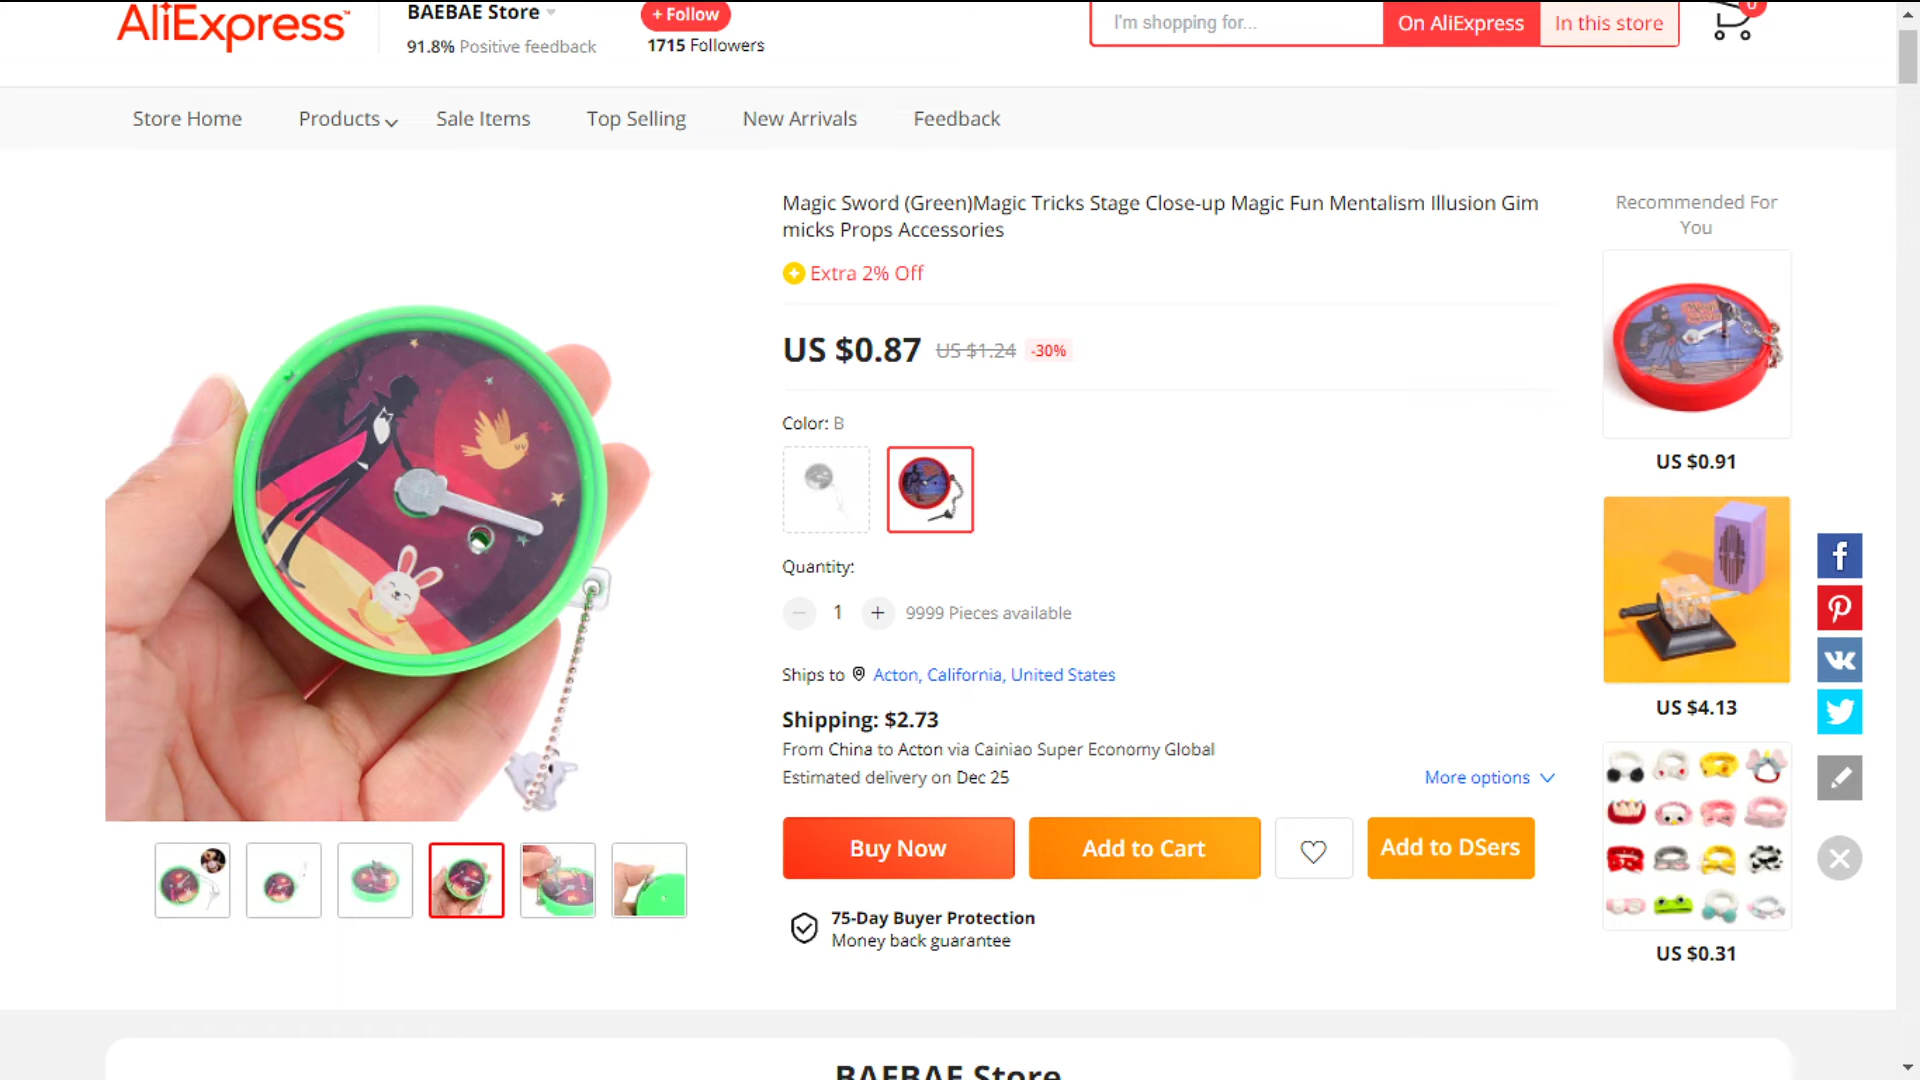 AliExpress™
BAEBAE Store
+ Follow
91.8% Positive feedback
1715 Followers
I'm shopping for...
On AliExpress
In this store
Store Home
Products
Sale Items
Top Selling
New Arrivals
Feedback
Magic Sword (Green)Magic Tricks Stage Close-up Magic Fun Mentalism Illusion Gim
micks Props Accessories
Extra 2% Off
US $0.87 US $1.24 -30%
Color: B
Quantity:
1
9999 Pieces available
Ships to Acton, California, United States
Shipping: $2.73
From China to Acton via Cainiao Super Economy Global
Estimated delivery on Dec 25
More options
Buy Now
Add to Cart
Add to DSers
75-Day Buyer Protection
Money back guarantee
Recommended For
You
US $0.91
US $4.13
US $0.31
BAEBAE Store